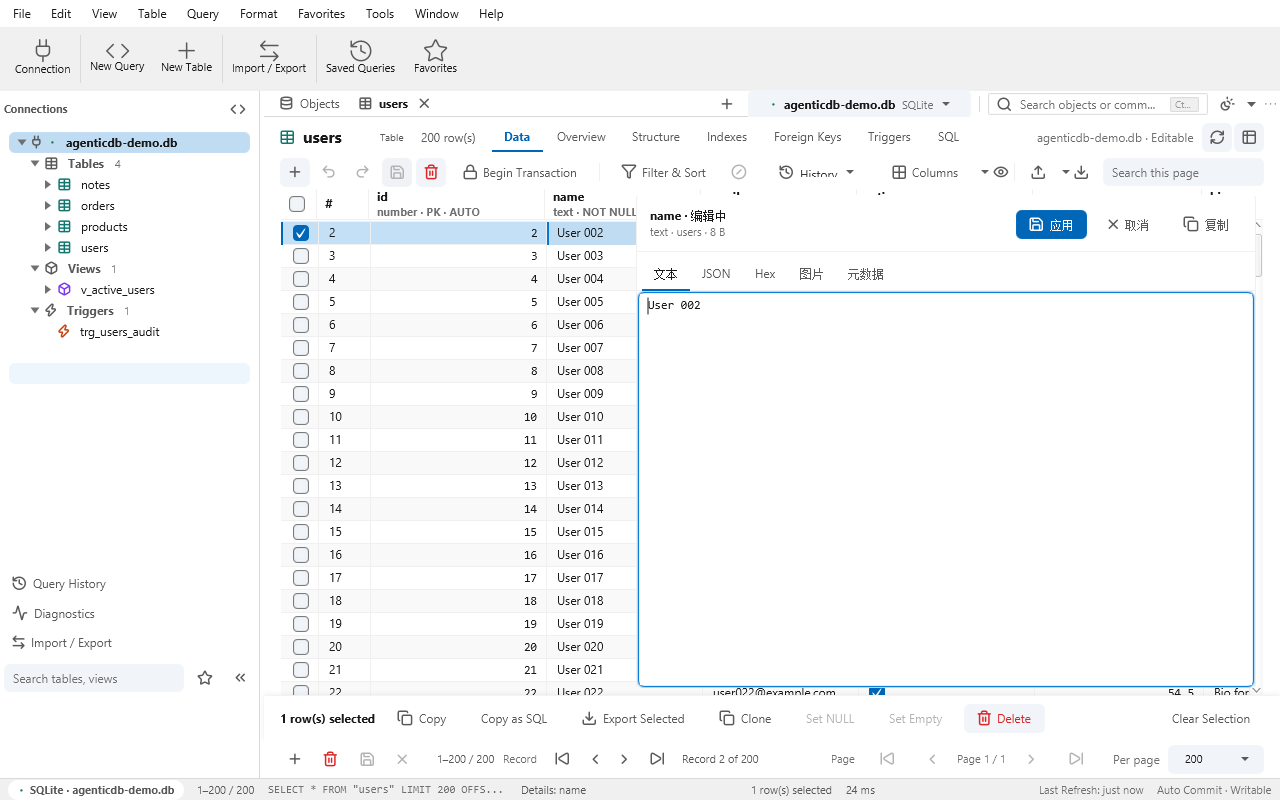 File Edit View Table Query Format Favorites Tools Window Help
Connection New Query New Table Import / Export Saved Queries Favorites
Connections
agenticdb-demo.db
Tables 4
notes
orders
products
users
Views 1
v_active_users
Triggers 1
trg_users_audit
Query History
Diagnostics
Import / Export
Search tables, views
Objects users agenticdb-demo.db SQLite Search objects or comm... Ct...
users Table 200 row(s) Data Overview Structure Indexes Foreign Keys Triggers SQL agenticdb-demo.db · Editable
Begin Transaction Filter & Sort History Columns Search this page
# id name
number · PK · AUTO text · NOT NULL
2 2 User 002
3 3 User 003
4 4 User 004
5 5 User 005
6 6 User 006
7 7 User 007
8 8 User 008
9 9 User 009
10 10 User 010
11 11 User 011
12 12 User 012
13 13 User 013
14 14 User 014
15 15 User 015
16 16 User 016
17 17 User 017
18 18 User 018
19 19 User 019
20 20 User 020
21 21 User 021
22 22 User 022 user022@example.com 54.5 Bio for
name · 编辑中
text · users · 8 B
应用 取消 复制
文本 JSON Hex 图片 元数据
User 002
1 row(s) selected Copy Copy as SQL Export Selected Clone Set NULL Set Empty Delete Clear Selection
1–200 / 200 Record Record 2 of 200 Page Page 1 / 1 Per page 200
SQLite · agenticdb-demo.db 1–200 / 200 SELECT * FROM "users" LIMIT 200 OFFS... Details: name 1 row(s) selected 24 ms Last Refresh: just now Auto Commit · Writable